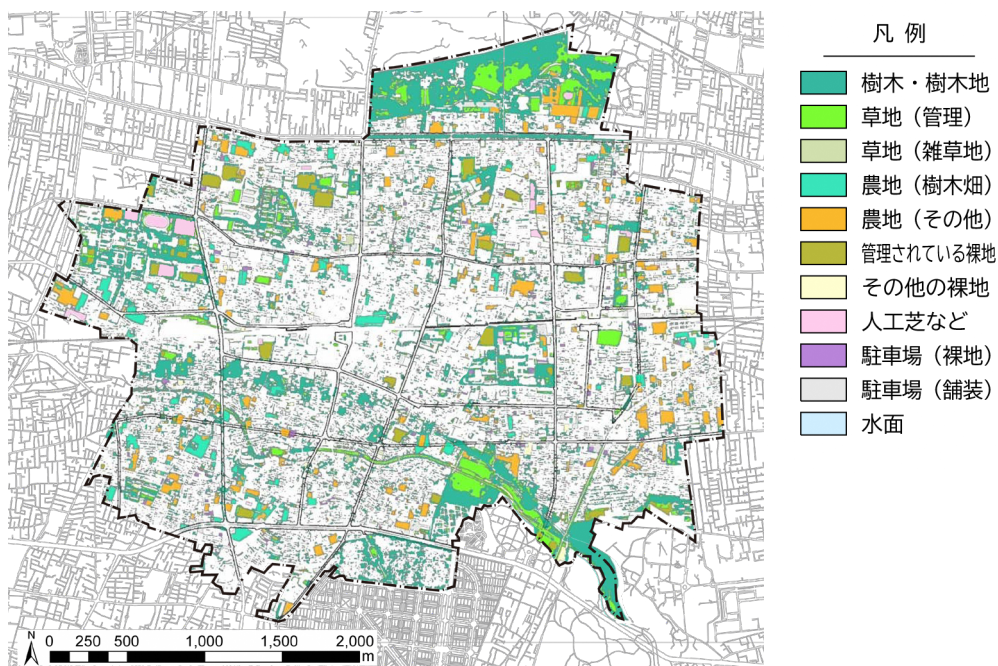 凡 例
樹木・樹木地
草地（管理）
草地（雑草地）
農地（樹木畑）
農地（その他）
管理されている裸地
その他の裸地
人工芝など
駐車場（裸地）
駐車場（舗装）
水面
N
0 250 500 1,000 1,500 2,000
m